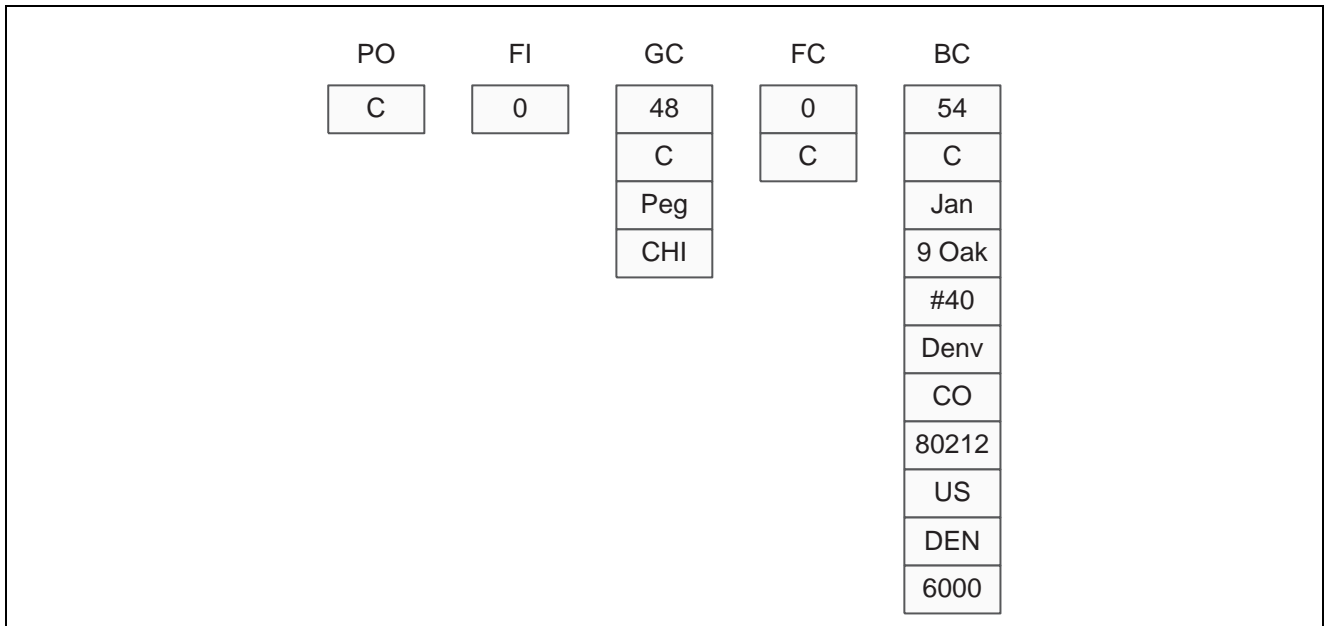 PO FI GC FC BC
C 0 48 0 54
C C C
Peg Jan
CHI 9 Oak
#40
Denv
CO
80212
US
DEN
6000